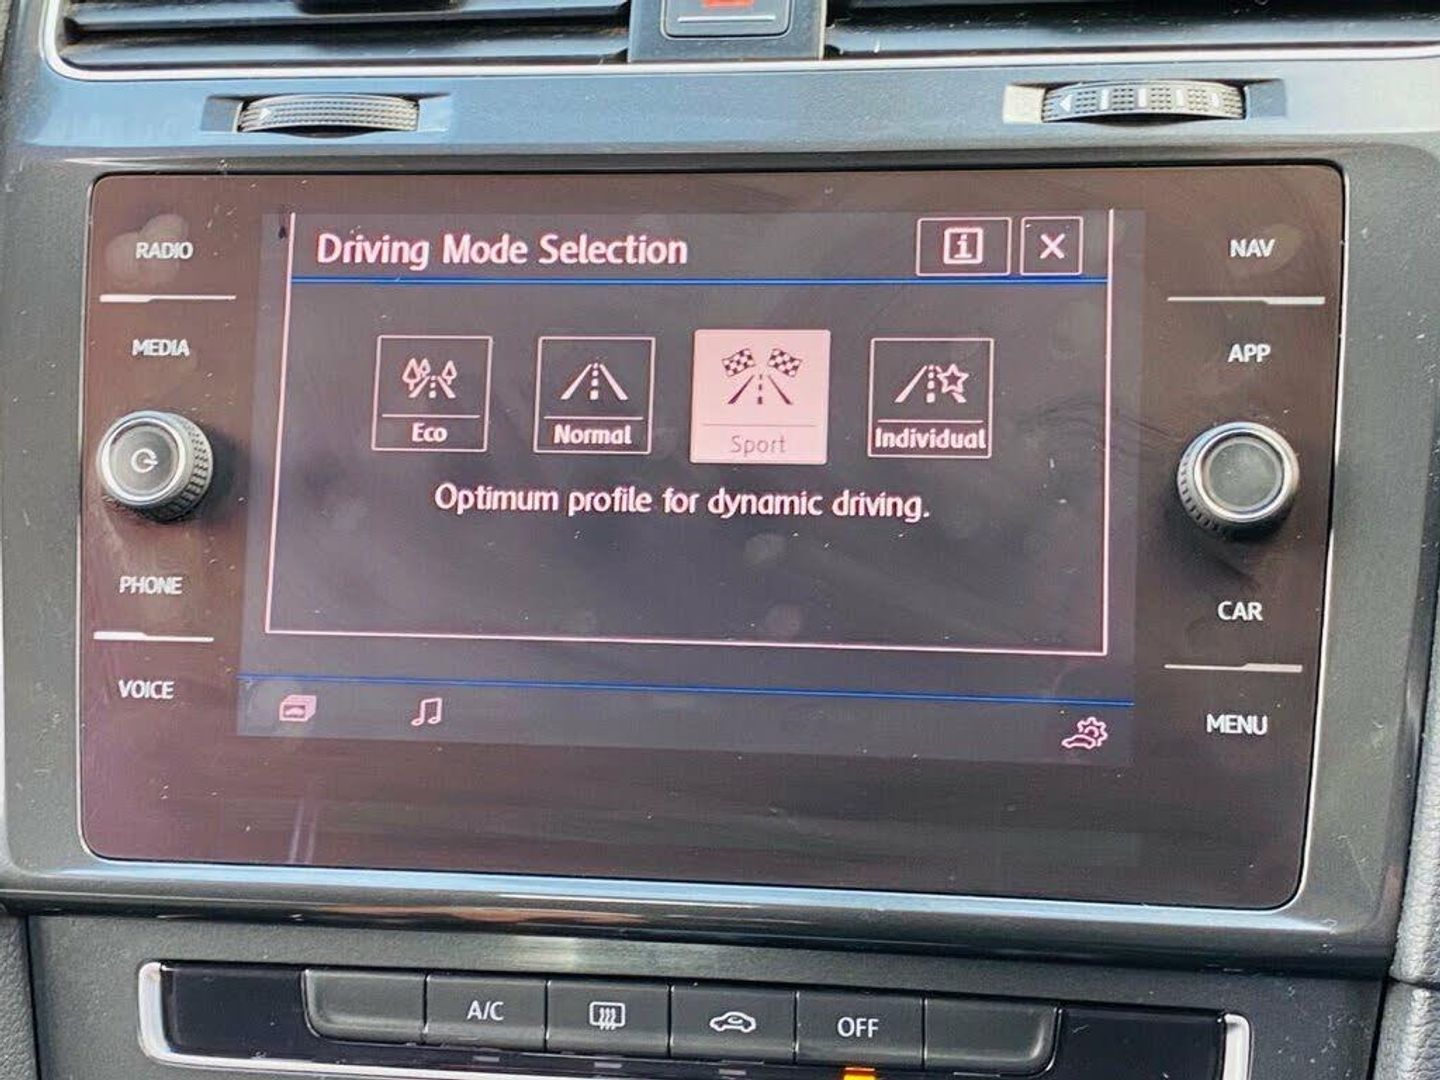 RADIO
MEDIA
PHONE
VOICE
Driving Mode Selection
i X
Eco Normal Sport Individual
Optimum profile for dynamic driving.
NAV
APP
CAR
MENU
A/C OFF